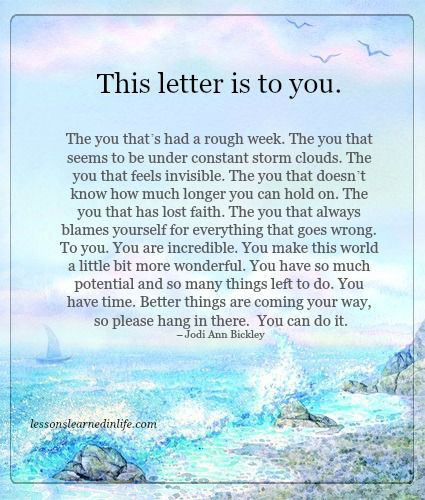 This letter is to you.
The you that's had a rough week. The you that
seems to be under constant storm clouds. The
you that feels invisible. The you that doesn't
know how much longer you can hold on. The
you that has lost faith. The you that always
blames yourself for everything that goes wrong.
To you. You are incredible. You make this world
a little bit more wonderful. You have so much
potential and so many things left to do. You
have time. Better things are coming your way,
so please hang in there. You can do it.
–Jodi Ann Bickley
lessonslearnedinlife.com